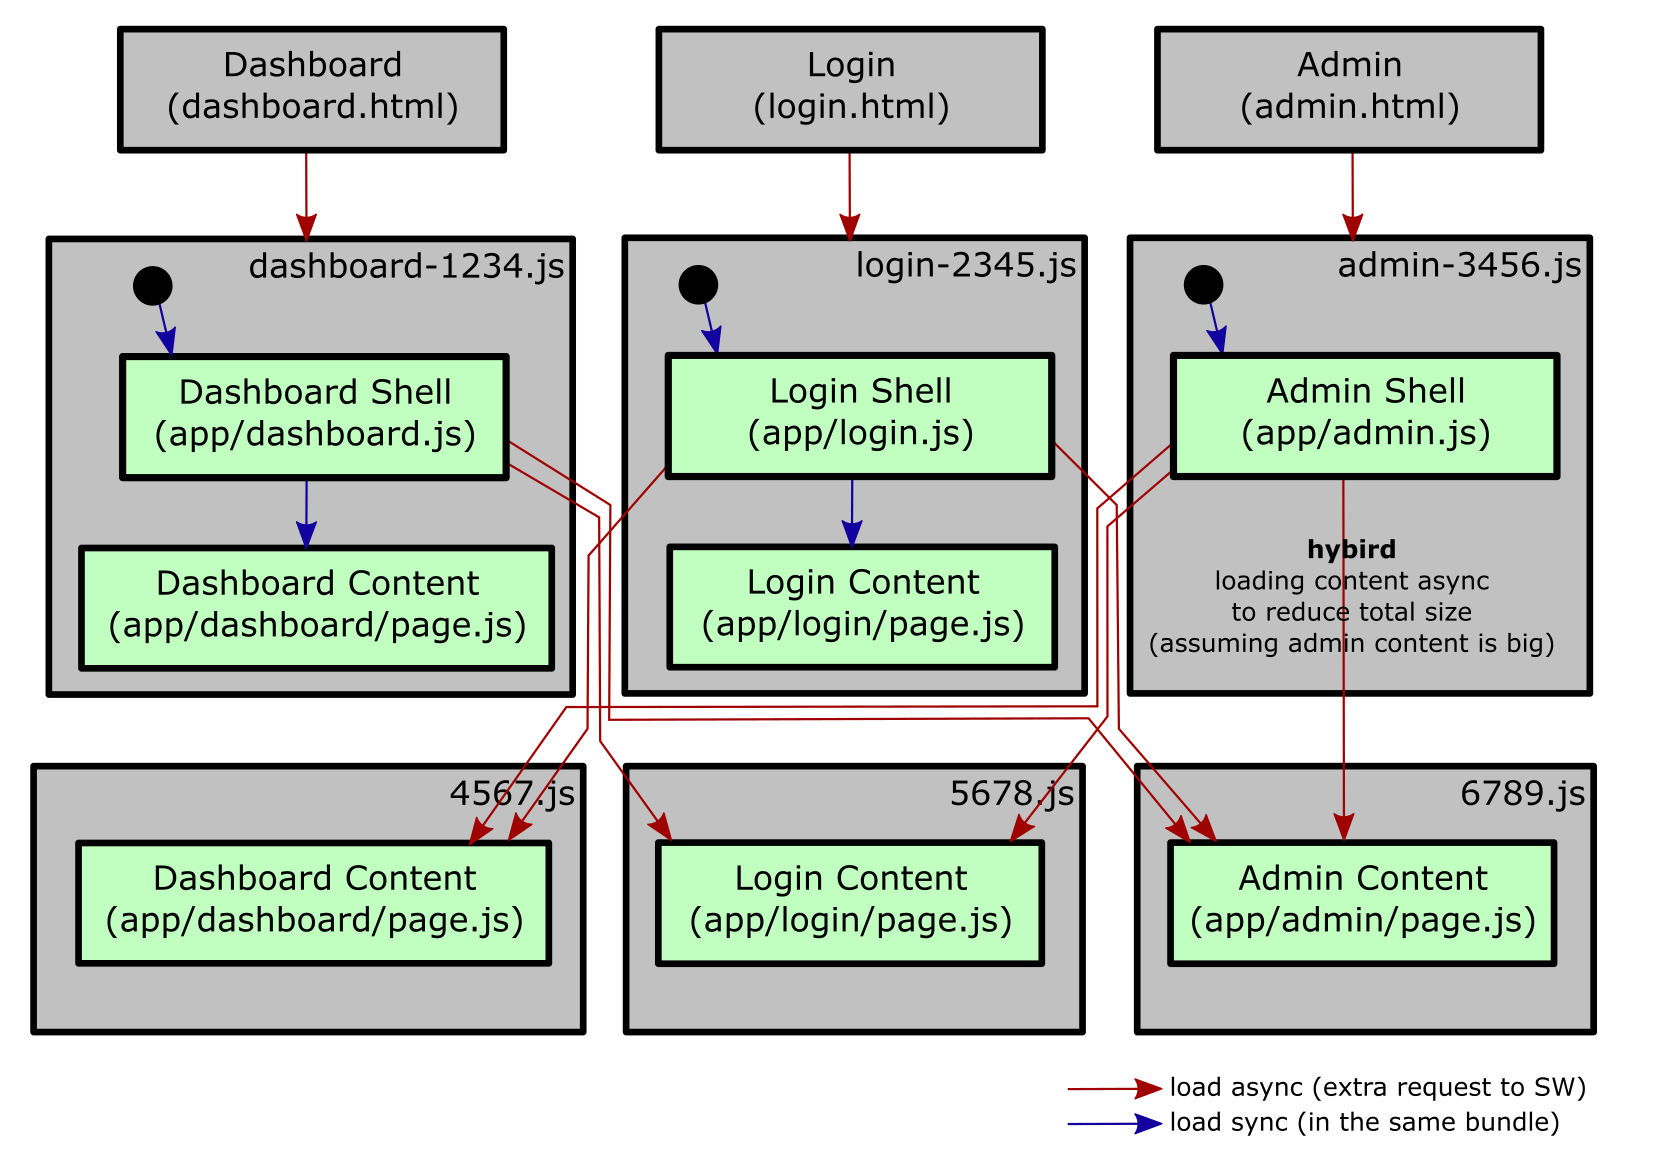 Dashboard
(dashboard.html)
Login
(login.html)
Admin
(admin.html)
dashboard-1234.js
login-2345.js
admin-3456.js
Dashboard Shell
(app/dashboard.js)
Login Shell
(app/login.js)
Admin Shell
(app/admin.js)
Dashboard Content
(app/dashboard/page.js)
Login Content
(app/login/page.js)
hybird
loading content async
to reduce total size
(assuming admin content is big)
4567.js
5678.js
6789.js
Dashboard Content
(app/dashboard/page.js)
Login Content
(app/login/page.js)
Admin Content
(app/admin/page.js)
load async (extra request to SW)
load sync (in the same bundle)